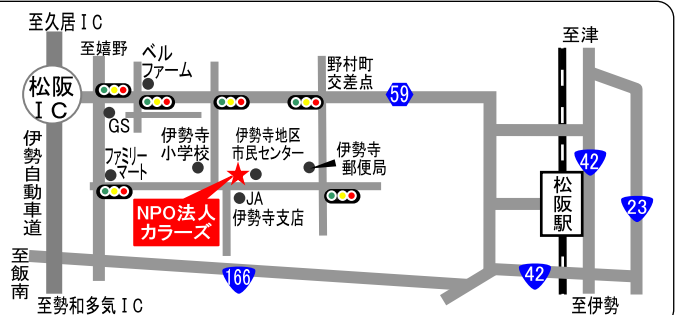 至久居IC
至嬉野
ベル
ファーム
野村町
交差点
至津
松阪
IC
59
GS
伊勢寺
小学校
伊勢寺地区
市民センター
伊勢寺
郵便局
ファミリー
マート
42
伊勢自動車道
松阪駅
23
NPO法人
カラーズ
JA
伊勢寺支店
至飯南
166
42
至勢和多気IC
至伊勢